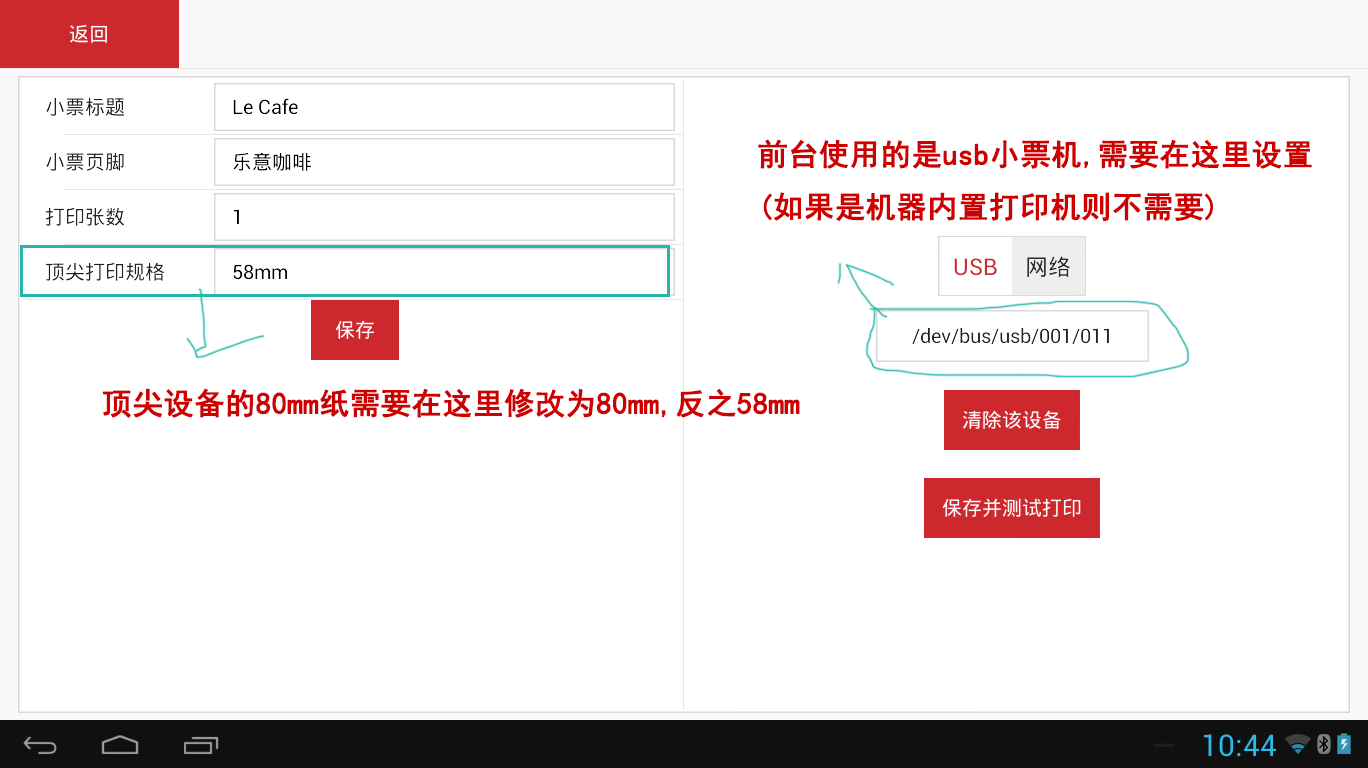 返回
小票标题 Le Cafe
小票页脚 乐意咖啡
打印张数 1
顶尖打印规格 58mm
保存
顶尖设备的80mm纸需要在这里修改为80mm,反之58mm
前台使用的是usb小票机,需要在这里设置
(如果是机器内置打印机则不需要)
USB 网络
/dev/bus/usb/001/011
清除该设备
保存并测试打印
10:44